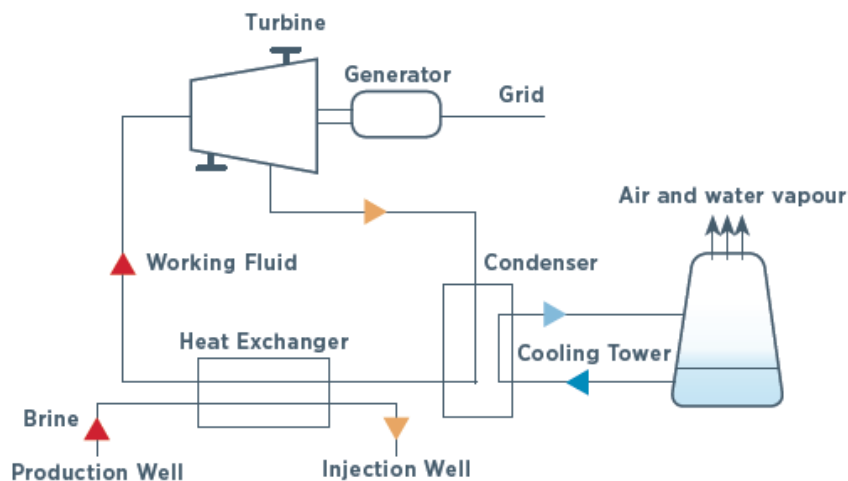 Turbine
Generator
Grid
Air and water vapour
Working Fluid
Condenser
Heat Exchanger
Cooling Tower
Brine
Production Well
Injection Well